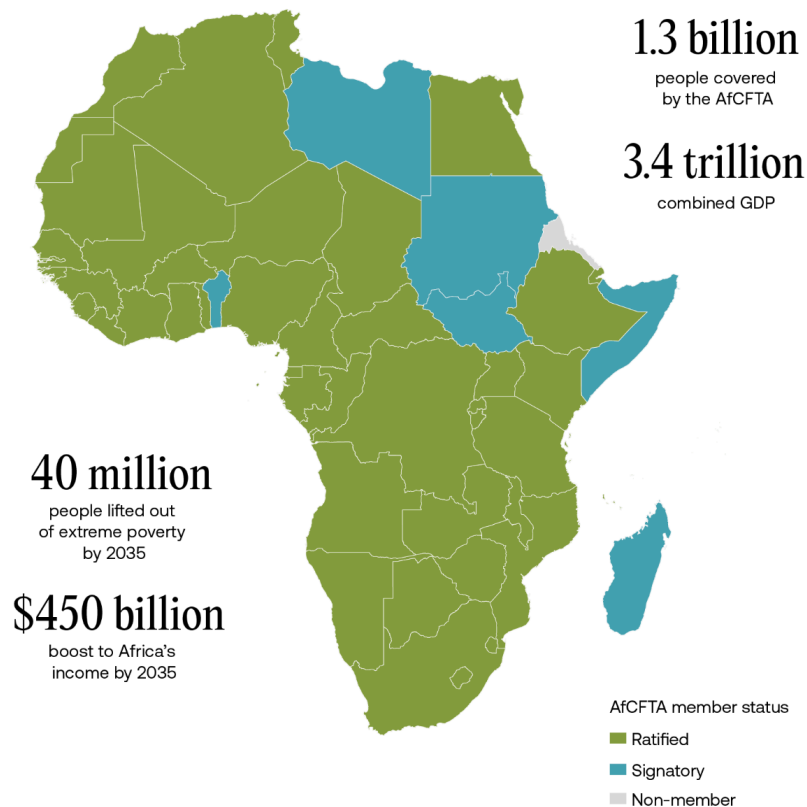 1.3 billion
people covered
by the AfCFTA
3.4 trillion
combined GDP
40 million
people lifted out
of extreme poverty
by 2035
$450 billion
boost to Africa's
income by 2035
AfCFTA member status
Ratified
Signatory
Non-member